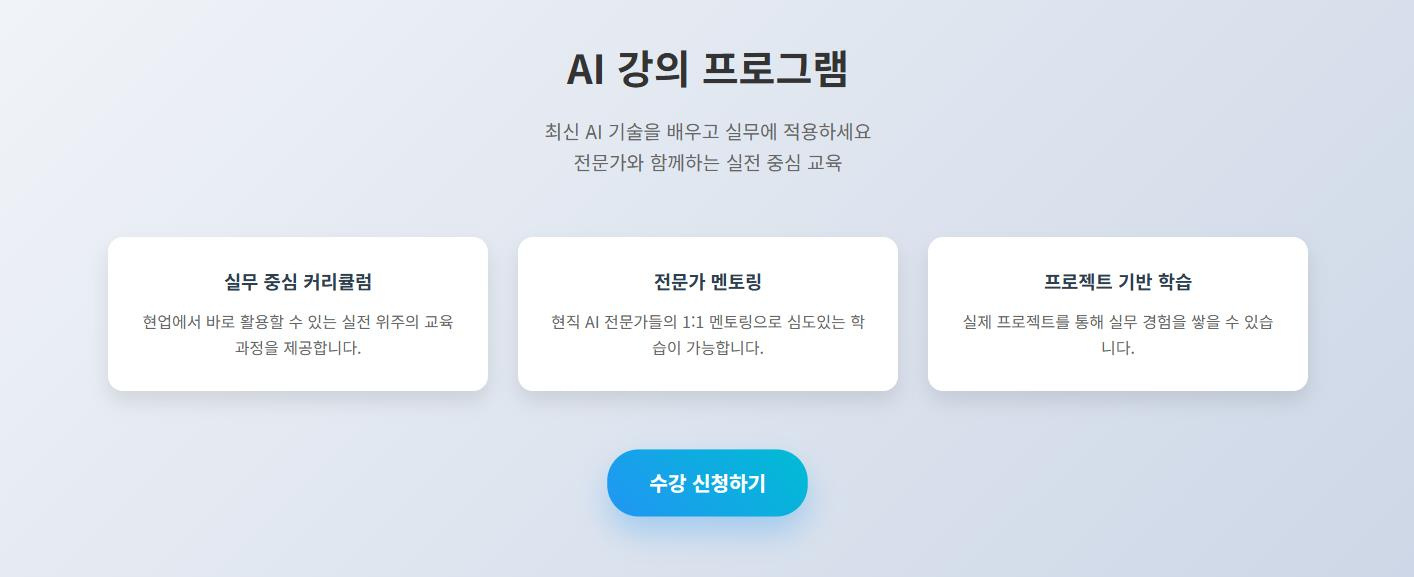 AI 강의 프로그램
최신 AI 기술을 배우고 실무에 적용하세요
전문가와 함께하는 실전 중심 교육
실무 중심 커리큘럼
현업에서 바로 활용할 수 있는 실전 위주의 교육
과정을 제공합니다.
전문가 멘토링
현직 AI 전문가들의 1:1 멘토링으로 심도있는 학
습이 가능합니다.
프로젝트 기반 학습
실제 프로젝트를 통해 실무 경험을 쌓을 수 있습
니다.
수강 신청하기